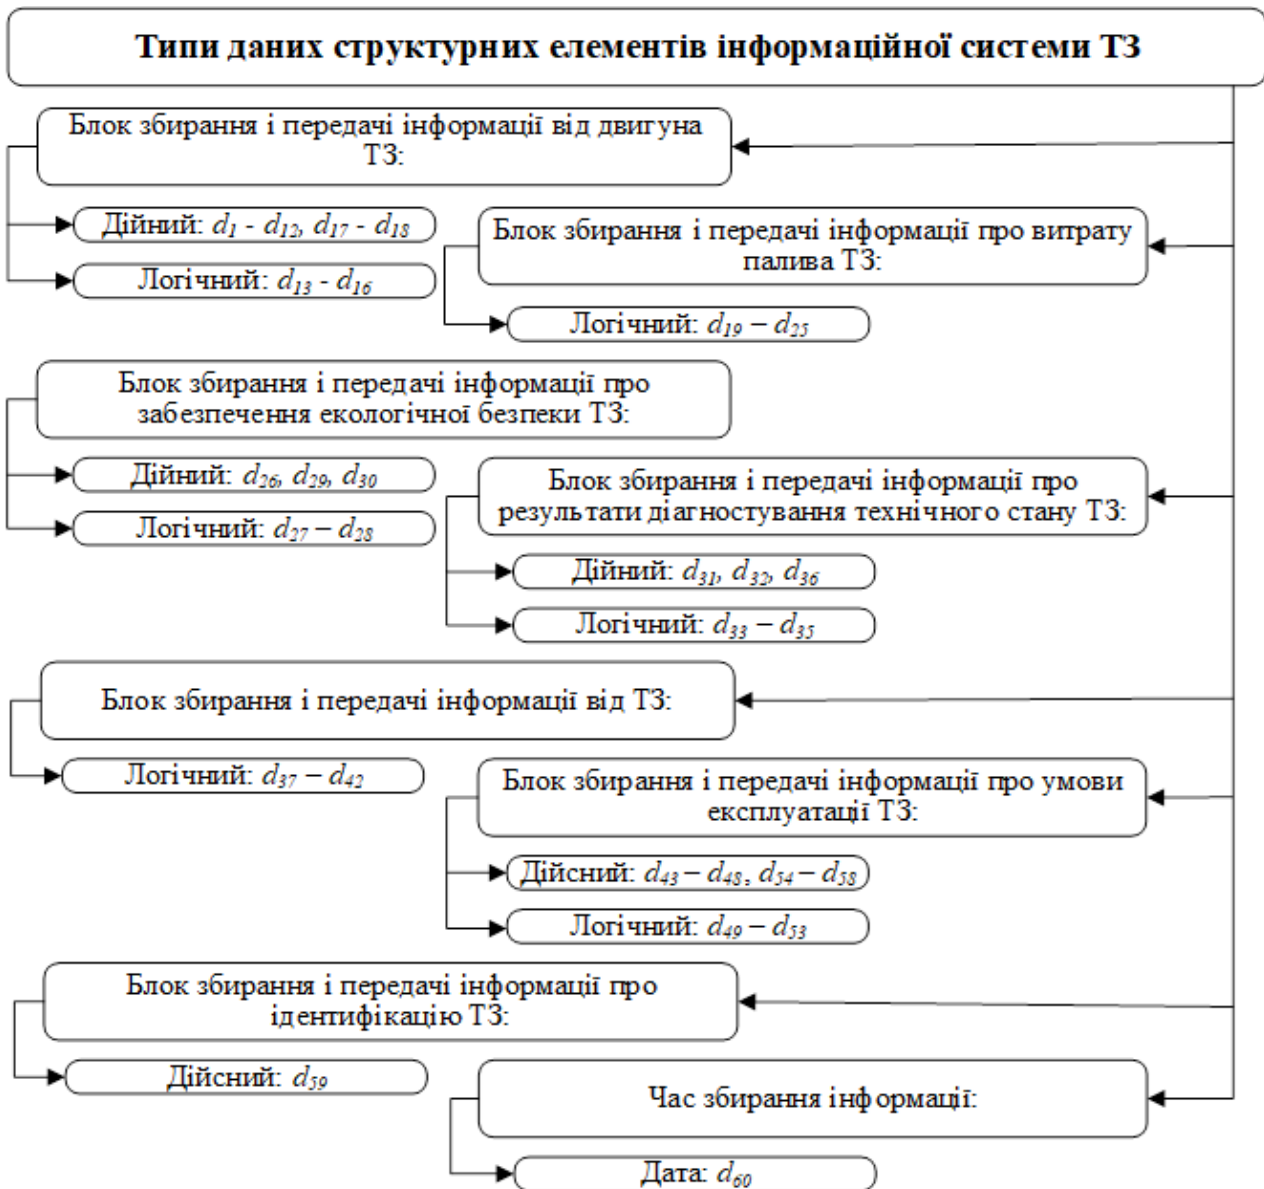 Типи даних структурних елементів інформаційної системи ТЗ
Блок збирання і передачі інформації від двигуна
ТЗ:
Дійний: d1 - d12, d17 - d18
Логічний: d13 - d16
Блок збирання і передачі інформації про витрату
палива ТЗ:
Логічний: d19 – d25
Блок збирання і передачі інформації про
забезпечення екологічної безпеки ТЗ:
Дійний: d26, d29, d30
Логічний: d27 – d28
Блок збирання і передачі інформації про
результати діагностування технічного стану ТЗ:
Дійний: d31, d32, d36
Логічний: d33 – d35
Блок збирання і передачі інформації від ТЗ:
Логічний: d37 – d42
Блок збирання і передачі інформації про умови
експлуатації ТЗ:
Дійсний: d43 – d48, d54 – d58
Логічний: d49 – d53
Блок збирання і передачі інформації про
ідентифікацію ТЗ:
Дійсний: d59
Час збирання інформації:
Дата: d60